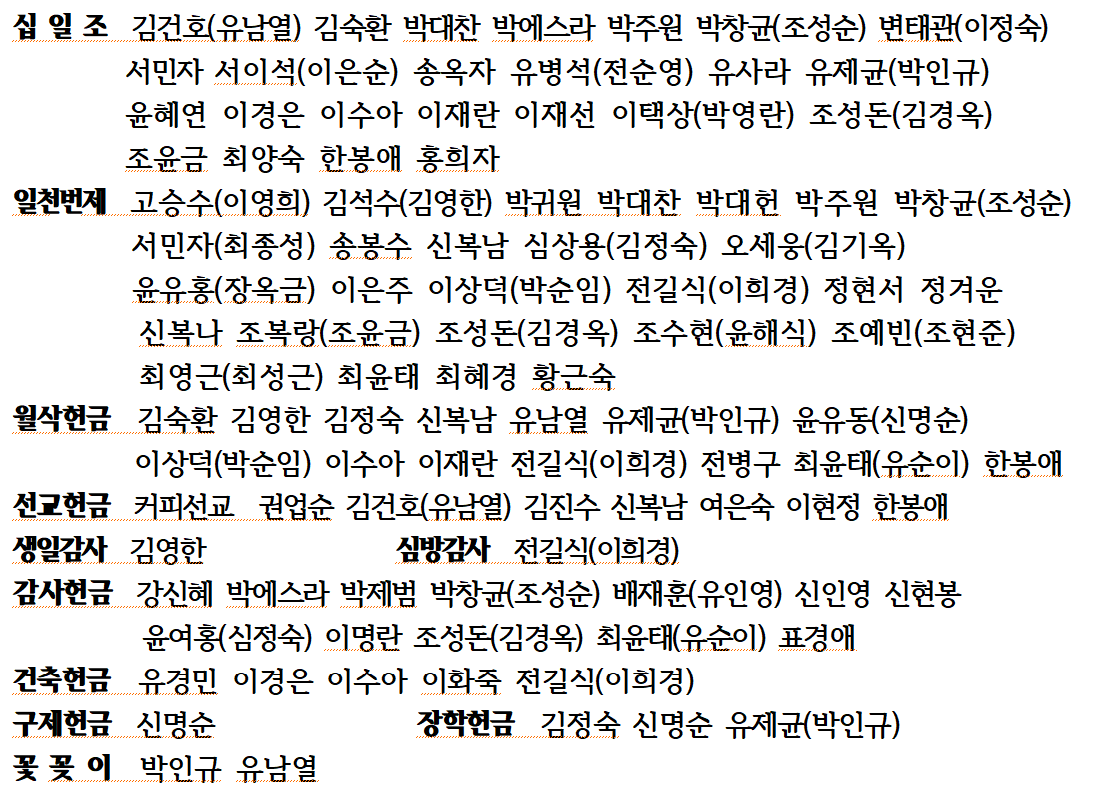 십 일 조 김건호(유남열) 김숙환 박대찬 박에스라 박주원 박창균(조성순) 변태관(이정숙)
서민자 서이석(이은순) 송옥자 유병석(전순영) 유사라 유제균(박인규)
윤혜연 이경은 이수아 이재란 이재선 이택상(박영란) 조성돈(김경옥)
조윤금 최양숙 한봉애 홍희자
일천번제 고승수(이영희) 김석수(김영한) 박귀원 박대찬 박대헌 박주원 박창균(조성순)
서민자(최종성) 송봉수 신복남 심상용(김정숙) 오세웅(김기옥)
윤유홍(장옥금) 이은주 이상덕(박순임) 전길식(이희경) 정현서 정겨운
신복나 조복랑(조윤금) 조성돈(김경옥) 조수현(윤해식) 조예빈(조현준)
최영근(최성근) 최윤태 최혜경 황근숙
월삭헌금 김숙환 김영한 김정숙 신복남 유남열 유제균(박인규) 윤유동(신명순)
이상덕(박순임) 이수아 이재란 전길식(이희경) 전병구 최윤태(유순이) 한봉애
선교헌금 커피선교 권업순 김건호(유남열) 김진수 신복남 여은숙 이현정 한봉애
생일감사 김영한 심방감사 전길식(이희경)
감사헌금 강신혜 박에스라 박제범 박창균(조성순) 배재훈(유인영) 신인영 신현봉
윤여홍(심정숙) 이명란 조성돈(김경옥) 최윤태(유순이) 표경애
건축헌금 유경민 이경은 이수아 이화죽 전길식(이희경)
구제헌금 신명순 장학헌금 김정숙 신명순 유제균(박인규)
꽃 꽂 이 박인규 유남열